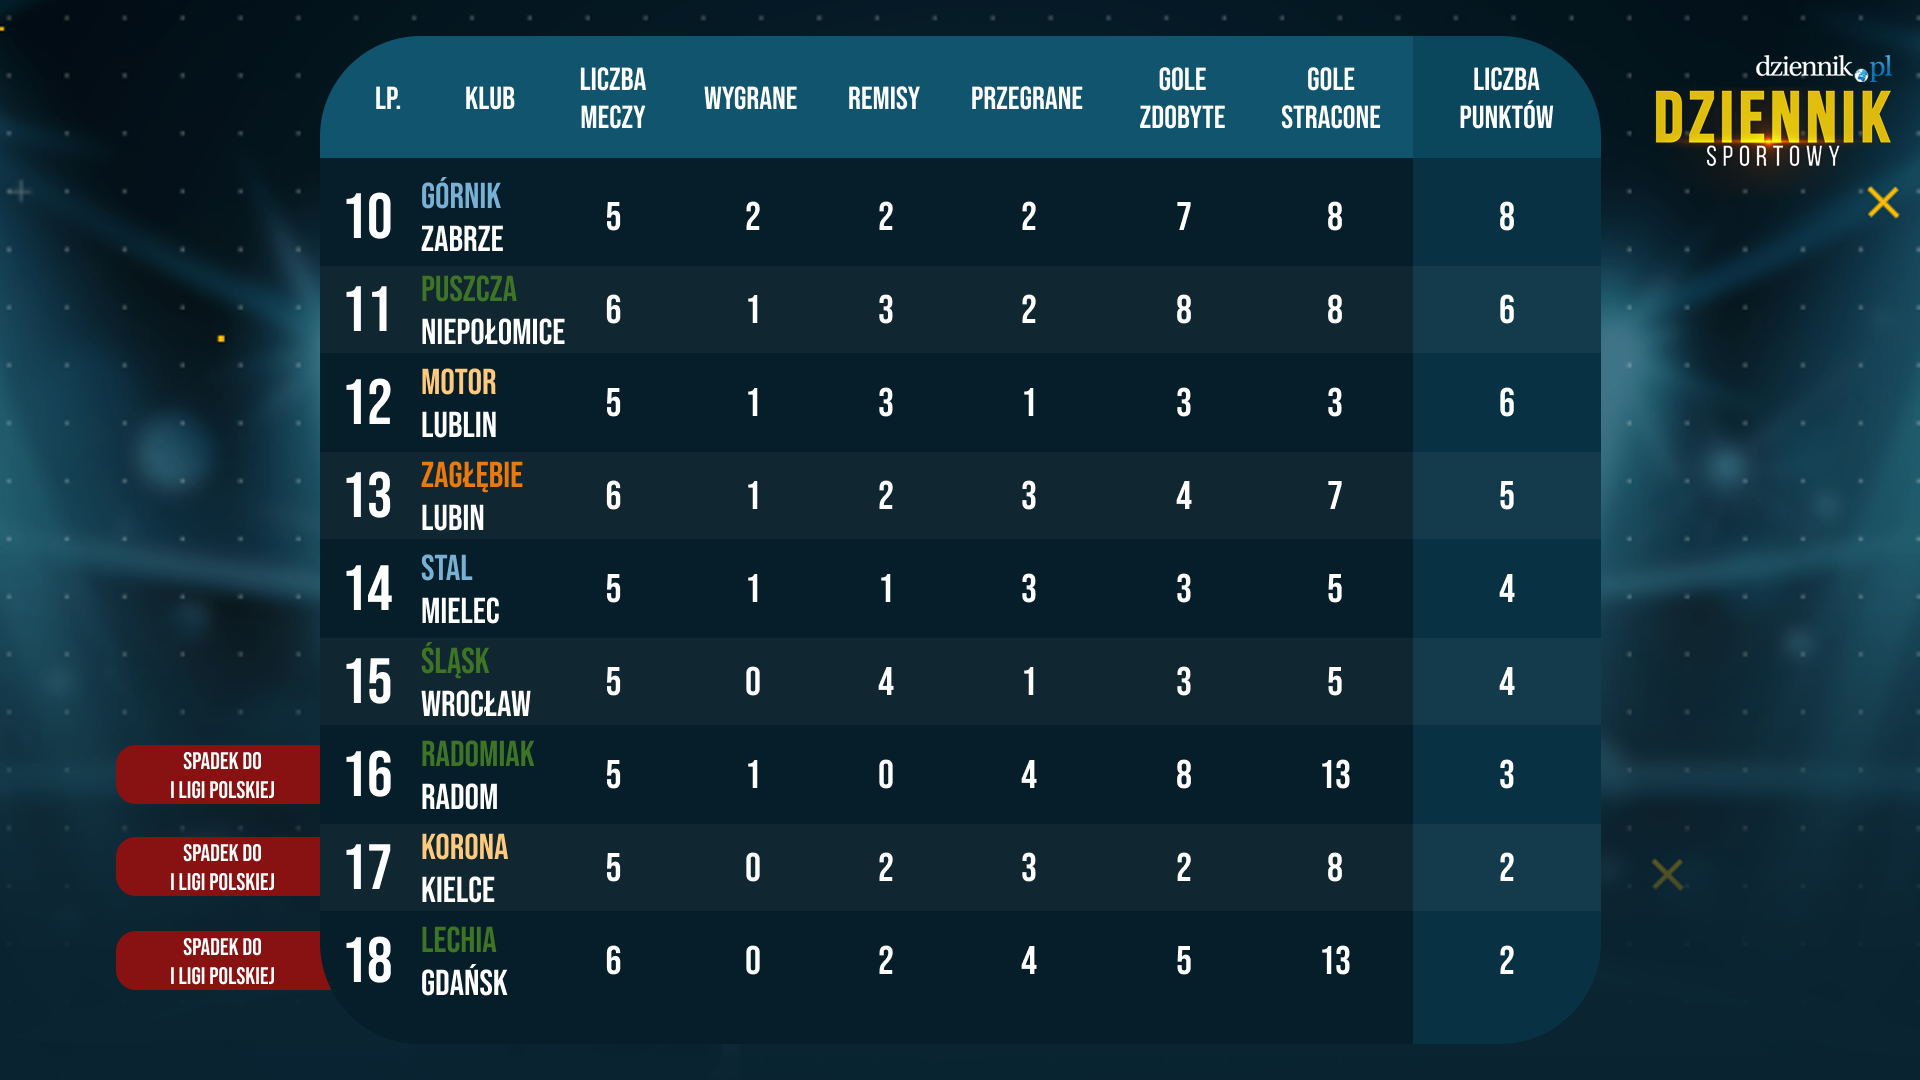 LP. KLUB LICZBA MECZY WYGRANE REMISY PRZEGRANE GOLE ZDOBYTE GOLE STRACONE LICZBA PUNKTÓW
dziennik.pl
DZIENNIK
SPORTOWY
10 GÓRNIK ZABRZE 5 2 2 2 7 8 8
11 PUSZCZA NIEPOŁOMICE 6 1 3 2 8 8 6
12 MOTOR LUBLIN 5 1 3 1 3 3 6
13 ZAGŁĘBIE LUBIN 6 1 2 3 4 7 5
14 STAL MIELEC 5 1 1 3 3 5 4
15 ŚLĄSK WROCŁAW 5 0 4 1 3 5 4
SPADEK DO I LIGI POLSKIEJ 16 RADOMIAK RADOM 5 1 0 4 8 13 3
SPADEK DO I LIGI POLSKIEJ 17 KORONA KIELCE 5 0 2 3 2 8 2
SPADEK DO I LIGI POLSKIEJ 18 LECHIA GDAŃSK 6 0 2 4 5 13 2